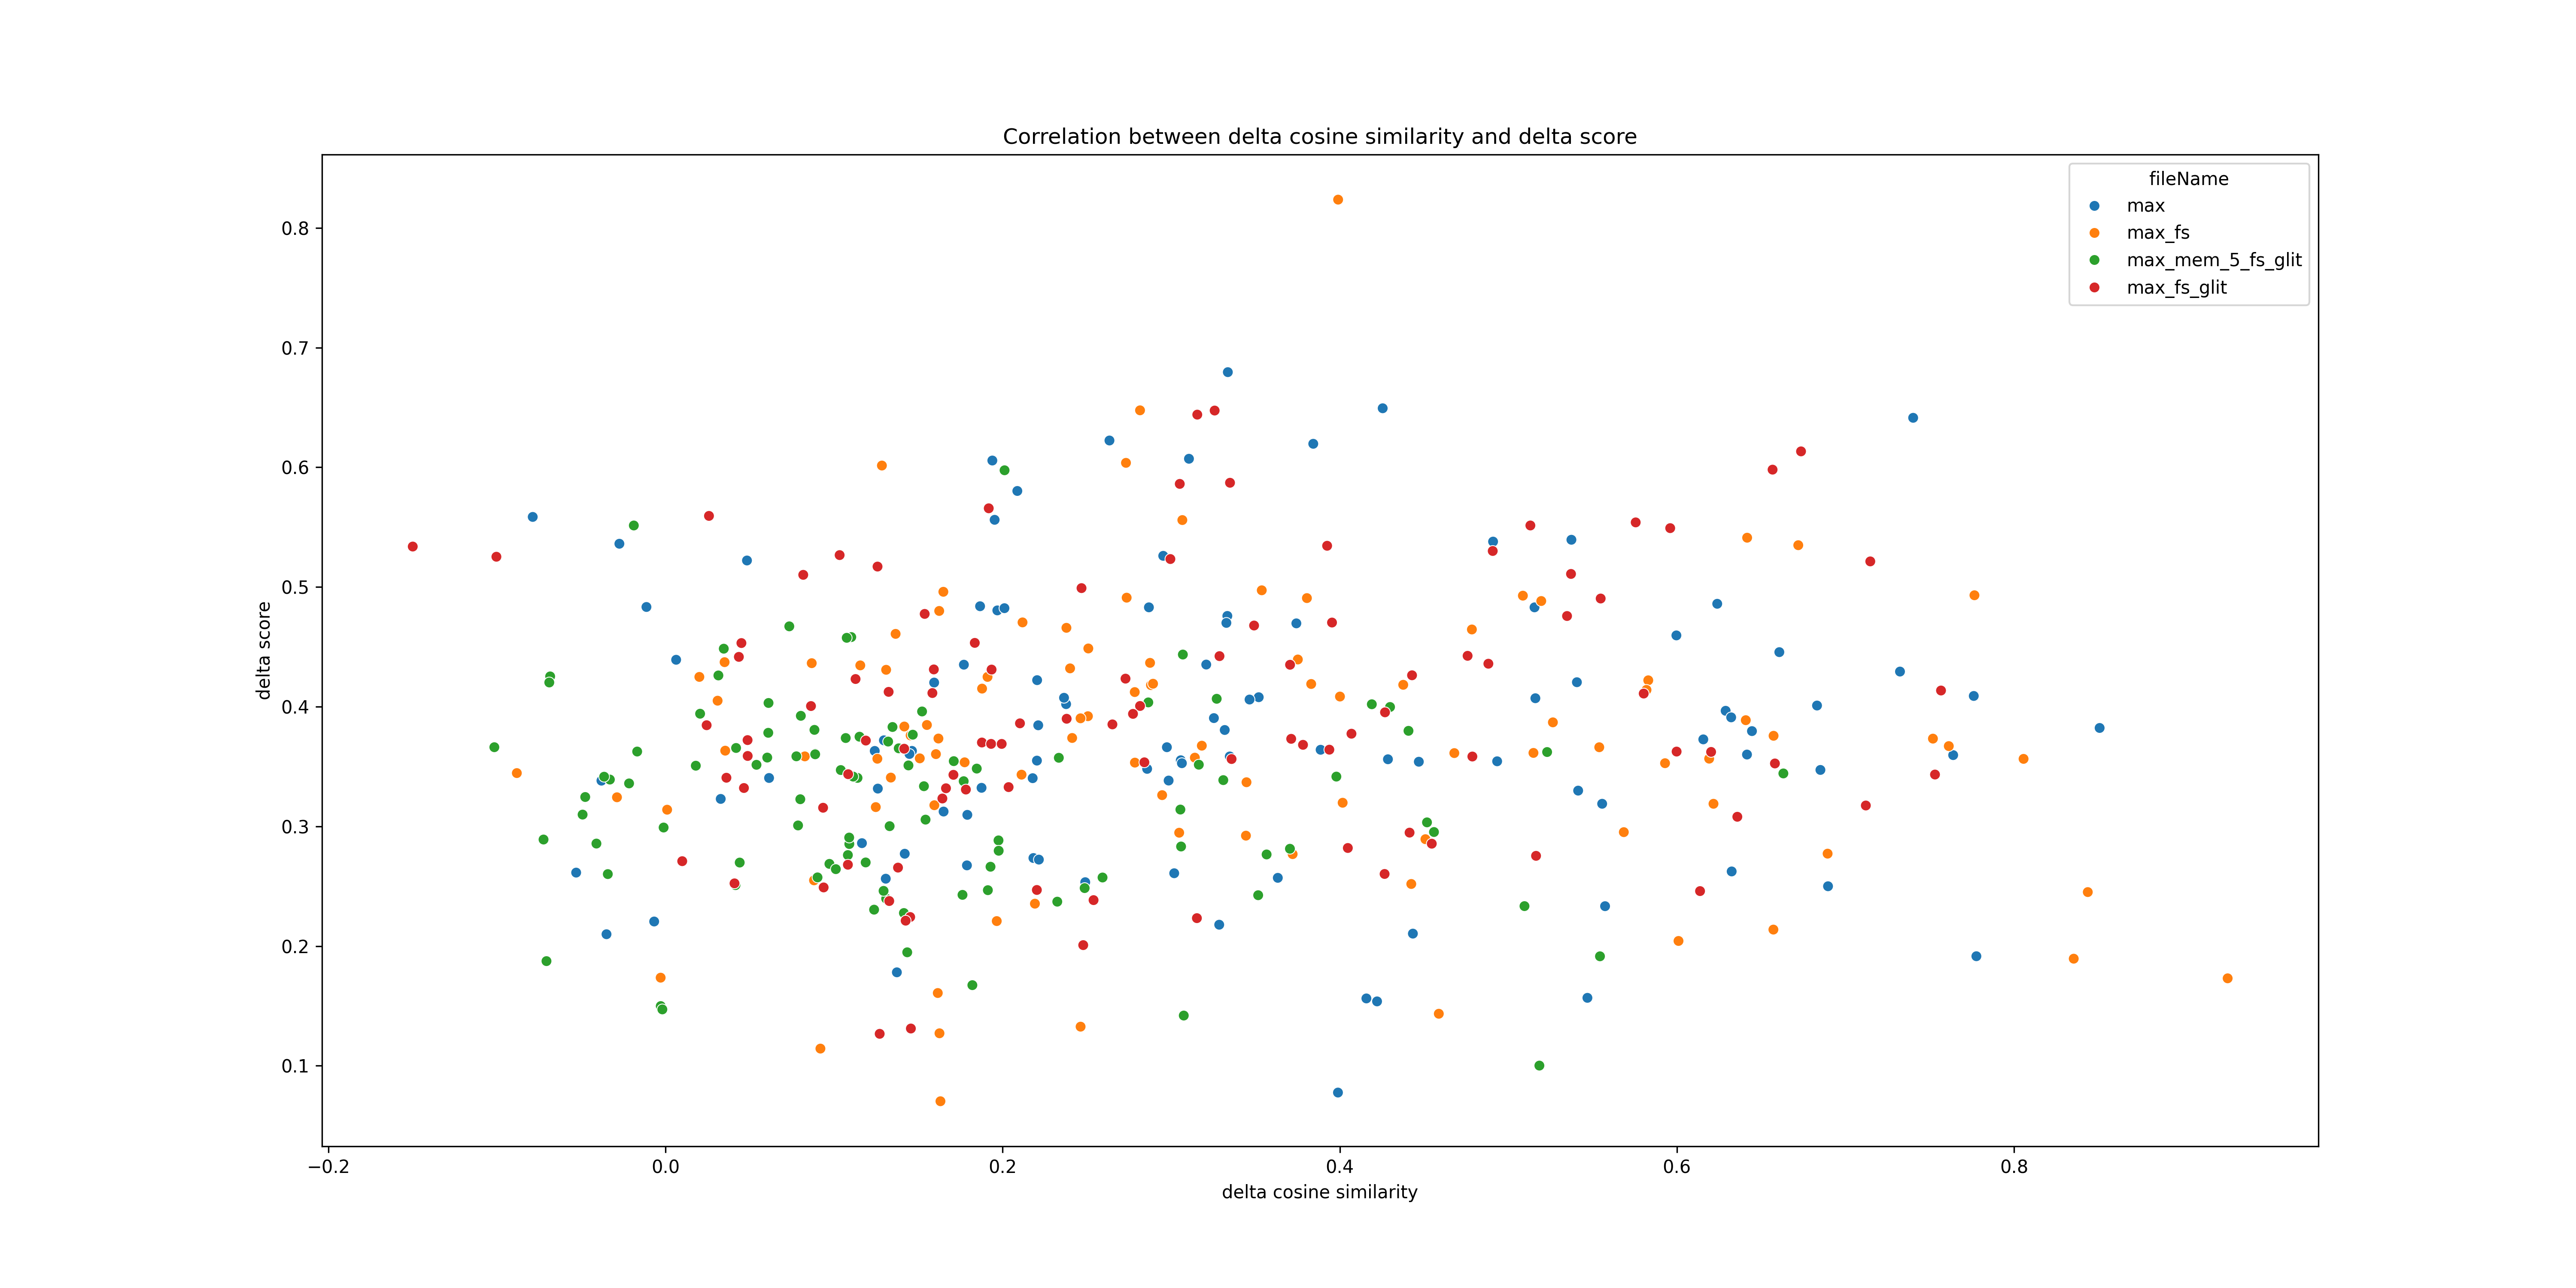 Correlation between delta cosine similarity and delta score
fileName
max
max_fs
max_mem_5_fs_glit
max_fs_glit
delta score
0.8
0.7
0.6
0.5
0.4
0.3
0.2
0.1
−0.2
0.0
0.2
0.4
0.6
0.8
delta cosine similarity